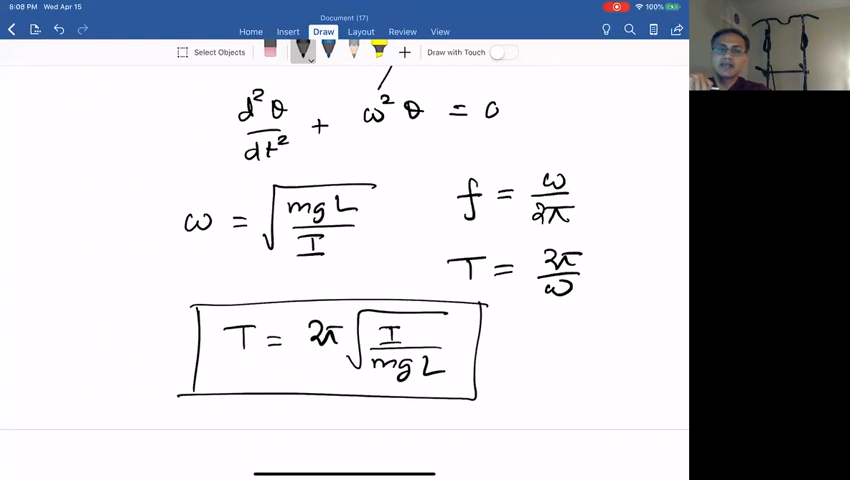 8:08 PM Wed Apr 15
100%
Document (17)
Home Insert Draw Layout Review View
Select Objects
Draw with Touch
d²θ/dt² + ω²θ = 0
ω = √(mgL/I)
f = ω/2π
T = 2π/ω
T = 2π√(I/mgL)